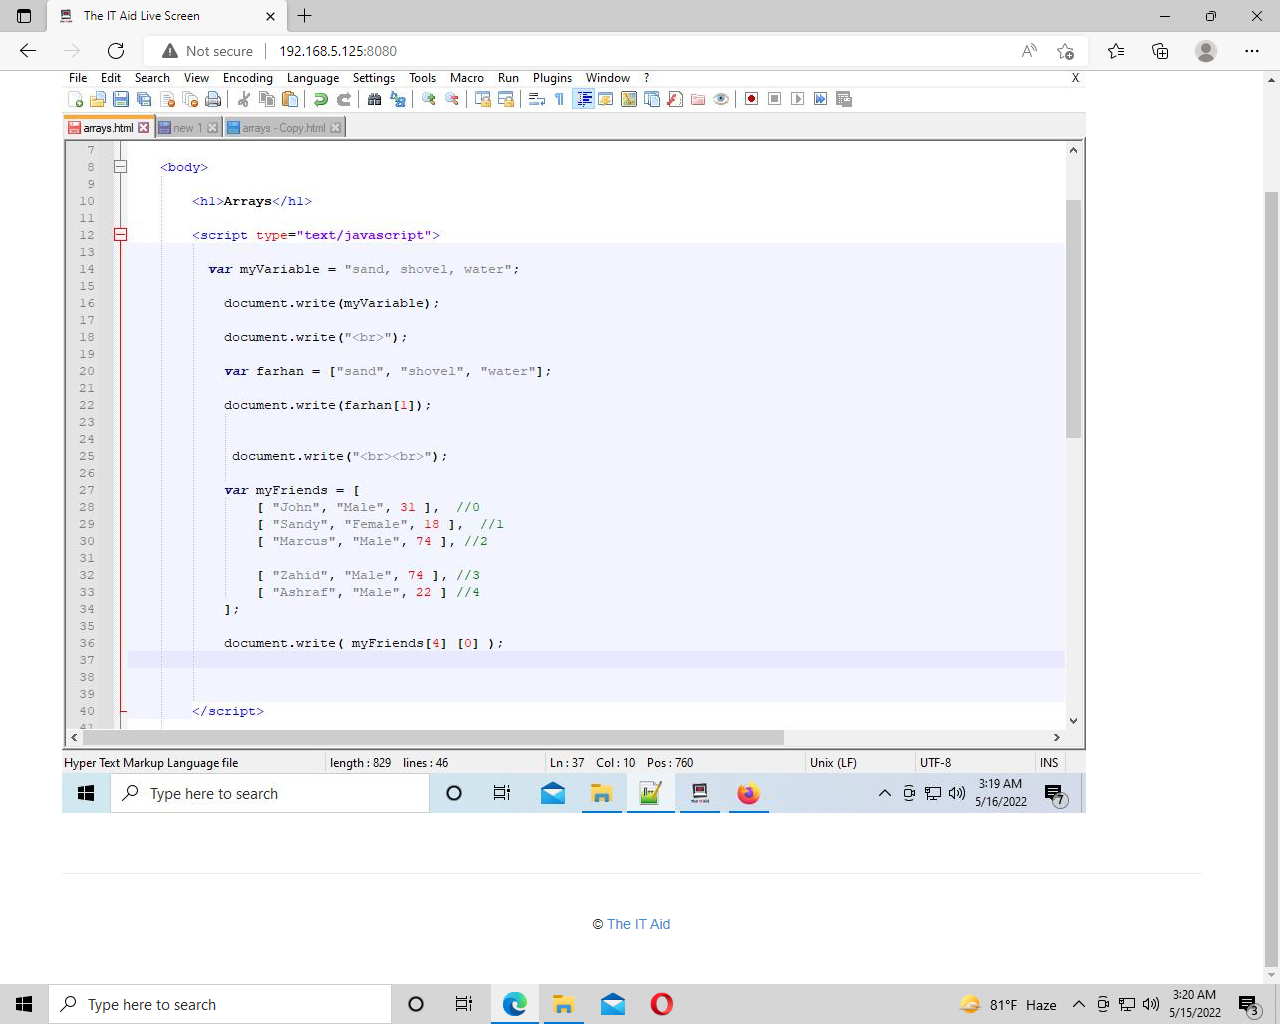 The IT Aid Live Screen
Not secure 192.168.5.125:8080
File Edit Search View Encoding Language Settings Tools Macro Run Plugins Window ? X
arrays.html new 1 arrays - Copy.html
7
8 <body>
9
10 <h1>Arrays</h1>
11
12 <script type="text/javascript">
13
14 var myVariable = "sand, shovel, water";
15
16 document.write(myVariable);
17
18 document.write("<br>");
19
20 var farhan = ["sand", "shovel", "water"];
21
22 document.write(farhan[1]);
23
24
25 document.write("<br><br>");
26
27 var myFriends = [
28 [ "John", "Male", 31 ], //0
29 [ "Sandy", "Female", 18 ], //1
30 [ "Marcus", "Male", 74 ], //2
31
32 [ "Zahid", "Male", 74 ], //3
33 [ "Ashraf", "Male", 22 ] //4
34 ];
35
36 document.write( myFriends[4] [0] );
37
38
39
40 </script>
41
Hyper Text Markup Language file length : 829 lines : 46 Ln : 37 Col : 10 Pos : 760 Unix (LF) UTF-8 INS
Type here to search 3:19 AM
5/16/2022 7
© The IT Aid
Type here to search 81°F Haze 3:20 AM
5/15/2022 3